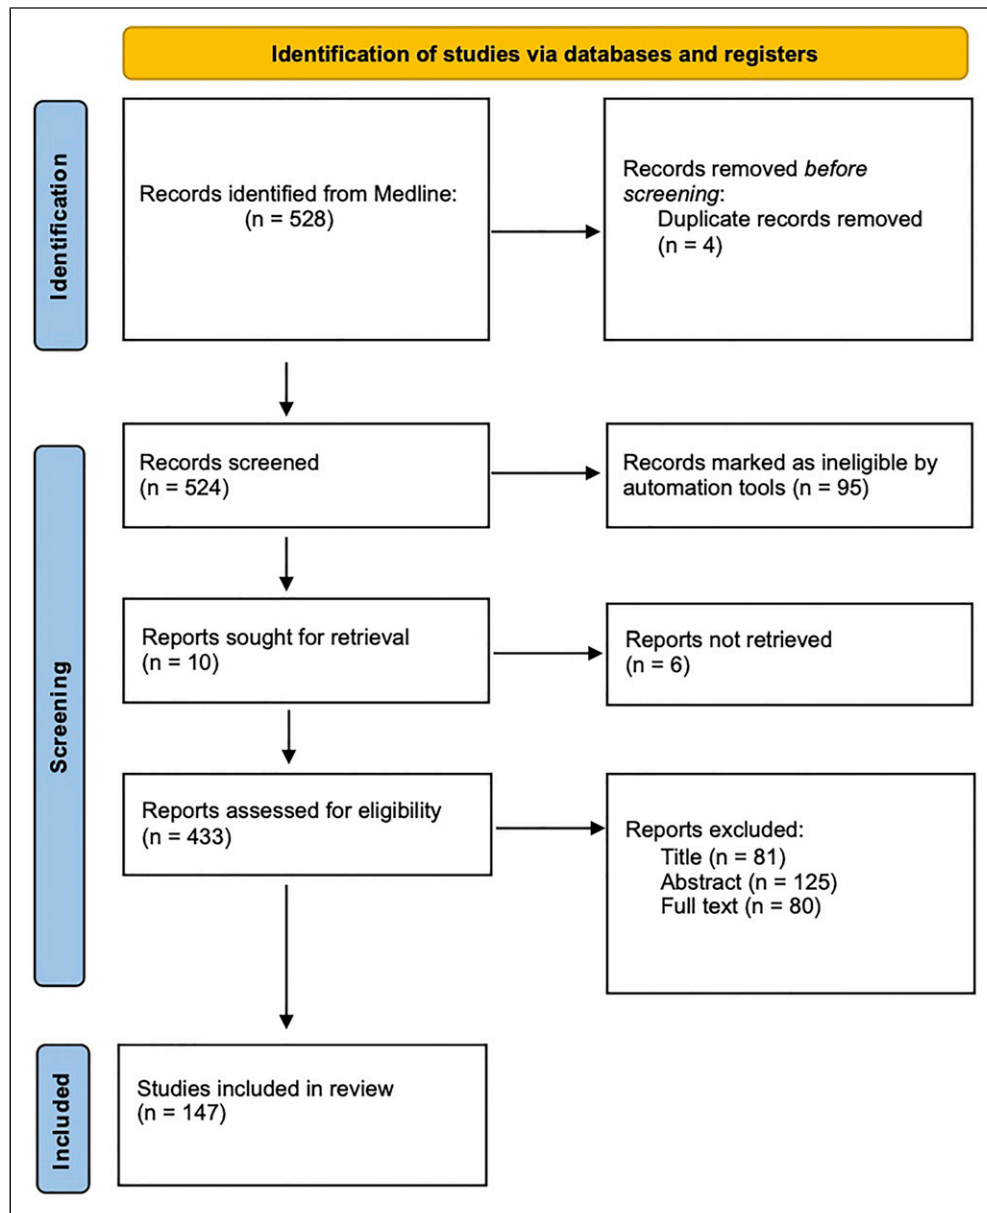 Identification of studies via databases and registers
Identification
Records identified from Medline:
(n = 528)
Records removed before
screening:
Duplicate records removed
(n = 4)
Screening
Records screened
(n = 524)
Records marked as ineligible by
automation tools (n = 95)
Reports sought for retrieval
(n = 10)
Reports not retrieved
(n = 6)
Reports assessed for eligibility
(n = 433)
Reports excluded:
Title (n = 81)
Abstract (n = 125)
Full text (n = 80)
Included
Studies included in review
(n = 147)